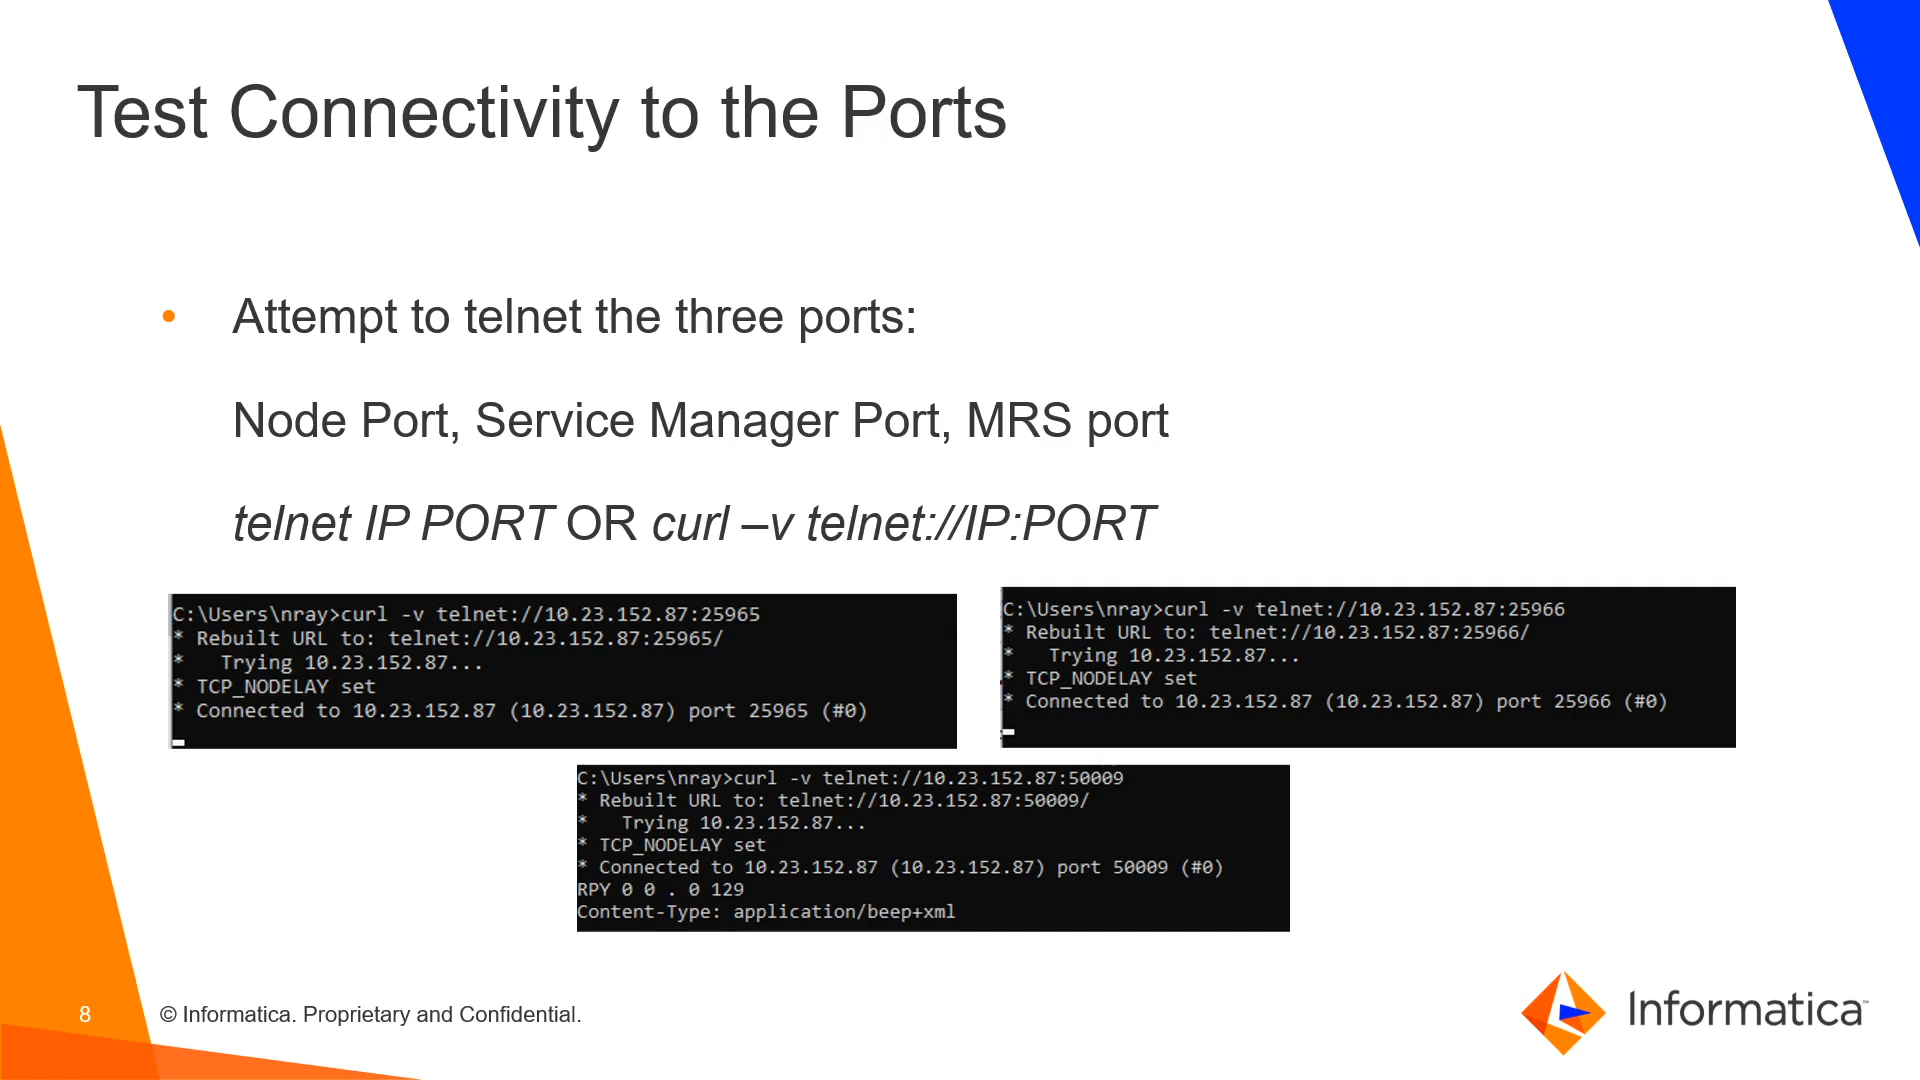 Test Connectivity to the Ports
• Attempt to telnet the three ports:
Node Port, Service Manager Port, MRS port
telnet IP PORT OR curl –v telnet://IP:PORT
C:\Users\nray>curl -v telnet://10.23.152.87:25965
* Rebuilt URL to: telnet://10.23.152.87:25965/
*   Trying 10.23.152.87...
* TCP_NODELAY set
* Connected to 10.23.152.87 (10.23.152.87) port 25965 (#0)
C:\Users\nray>curl -v telnet://10.23.152.87:25966
* Rebuilt URL to: telnet://10.23.152.87:25966/
*   Trying 10.23.152.87...
* TCP_NODELAY set
* Connected to 10.23.152.87 (10.23.152.87) port 25966 (#0)
C:\Users\nray>curl -v telnet://10.23.152.87:50009
* Rebuilt URL to: telnet://10.23.152.87:50009/
*   Trying 10.23.152.87...
* TCP_NODELAY set
* Connected to 10.23.152.87 (10.23.152.87) port 50009 (#0)
RPY 0 0 . 0 129
Content-Type: application/beep+xml
8
© Informatica. Proprietary and Confidential.
Informatica™